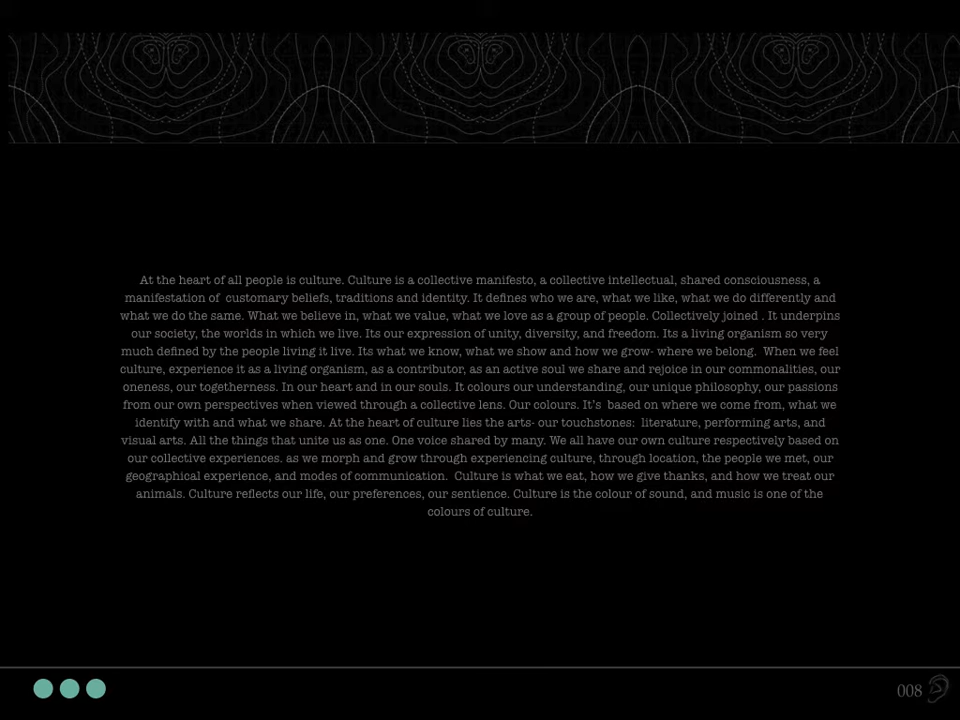 At the heart of all people is culture. Culture is a collective manifesto, a collective intellectual, shared consciousness, a
manifestation of  customary beliefs, traditions and identity. It defines who we are, what we like, what we do differently and
what we do the same. What we believe in, what we value, what we love as a group of people. Collectively joined . It underpins
our society, the worlds in which we live. Its our expression of unity, diversity, and freedom. Its a living organism so very
much defined by the people living it live. Its what we know, what we show and how we grow- where we belong.  When we feel
culture, experience it as a living organism, as a contributor, as an active soul we share and rejoice in our commonalities, our
oneness, our togetherness. In our heart and in our souls. It colours our understanding, our unique philosophy, our passions
from our own perspectives when viewed through a collective lens. Our colours. It's  based on where we come from, what we
identify with and what we share. At the heart of culture lies the arts- our touchstones:  literature, performing arts, and
visual arts. All the things that unite us as one. One voice shared by many. We all have our own culture respectively based on
our collective experiences. as we morph and grow through experiencing culture, through location, the people we met, our
geographical experience, and modes of communication.  Culture is what we eat, how we give thanks, and how we treat our
animals. Culture reflects our life, our preferences, our sentience. Culture is the colour of sound, and music is one of the
colours of culture.
008